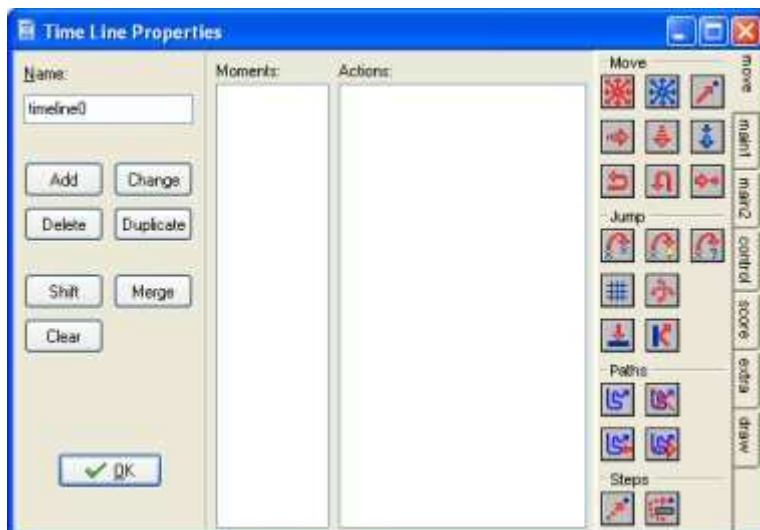 Time Line Properties
Name:
timeline0
Add
Change
Delete
Duplicate
Shift
Merge
Clear
OK
Moments:
Actions:
Move
Jump
Paths
Steps
move
main1
main2
control
score
extra
draw